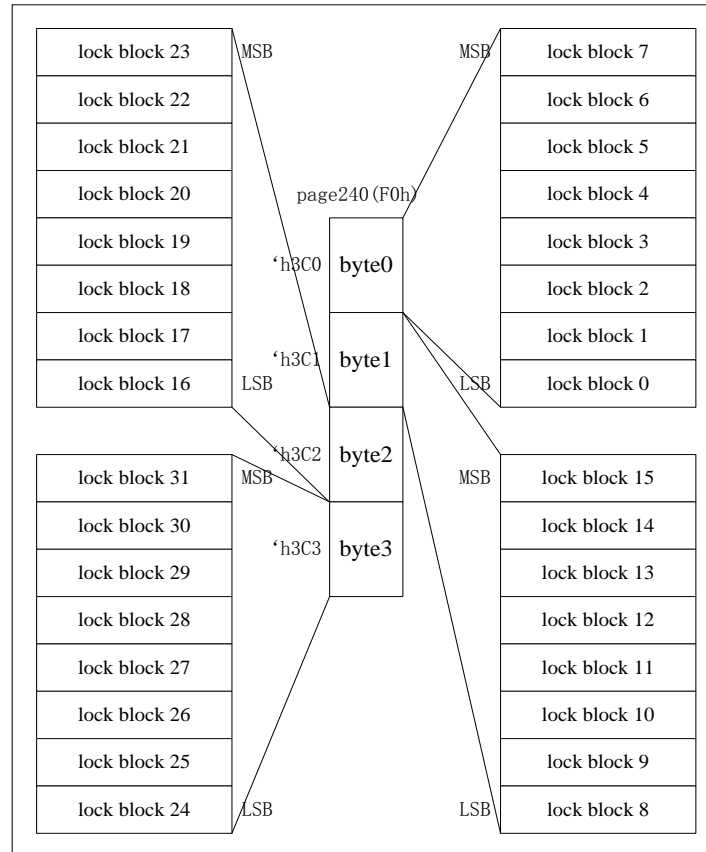 lock block 23
MSB
lock block 22
lock block 21
lock block 20
lock block 19
lock block 18
lock block 17
lock block 16
LSB
lock block 31
MSB
lock block 30
lock block 29
lock block 28
lock block 27
lock block 26
lock block 25
lock block 24
LSB
page240(F0h)
‘h3C0
byte0
‘h3C1
byte1
‘h3C2
byte2
‘h3C3
byte3
MSB
lock block 7
lock block 6
lock block 5
lock block 4
lock block 3
lock block 2
lock block 1
LSB
lock block 0
MSB
lock block 15
lock block 14
lock block 13
lock block 12
lock block 11
lock block 10
lock block 9
LSB
lock block 8